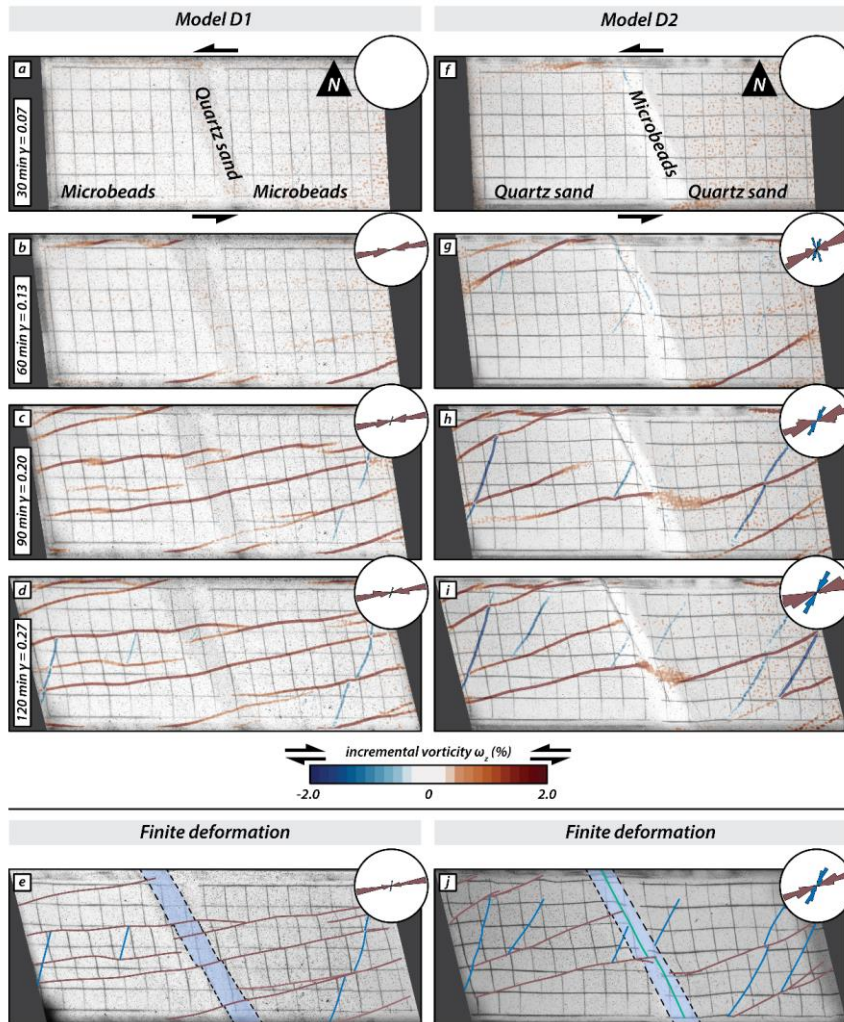 Model D1
Model D2
a
N
Quartz sand
Microbeads
Microbeads
30 min γ = 0.07
f
N
Microbeads
Quartz sand
Quartz sand
b
60 min γ = 0.13
g
c
90 min γ = 0.20
h
d
120 min γ = 0.27
i
incremental vorticity ωz (%)
-2.0
0
2.0
Finite deformation
Finite deformation
e
j